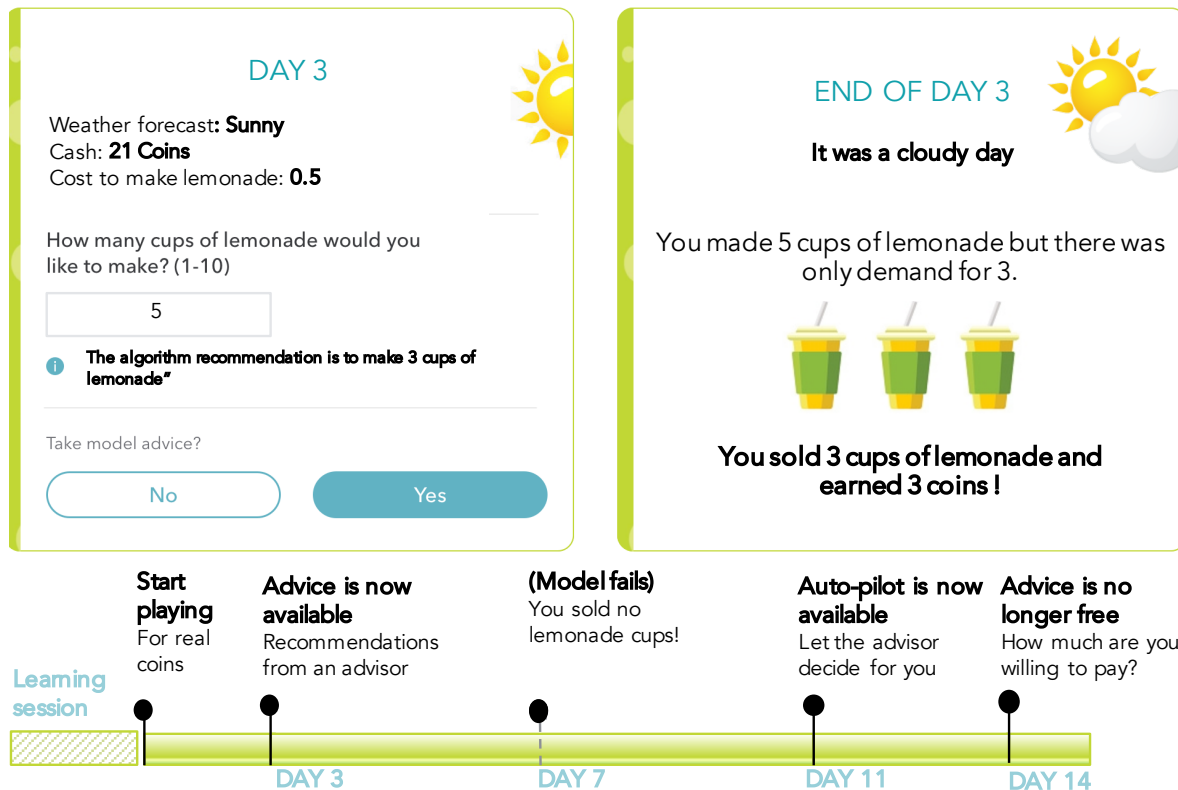 DAY 3
Weather forecast: Sunny
Cash: 21 Coins
Cost to make lemonade: 0.5
How many cups of lemonade would you
like to make? (1-10)
5
i
The algorithm recommendation is to make 3 cups of
lemonade”
Take model advice?
No
Yes
END OF DAY 3
It was a cloudy day
You made 5 cups of lemonade but there was
only demand for 3.
You sold 3 cups of lemonade and
earned 3 coins !
Learning
session
Start
playing
For real
coins
Advice is now
available
Recommendations
from an advisor
(Model fails)
You sold no
lemonade cups!
Auto-pilot is now
available
Let the advisor
decide for you
Advice is no
longer free
How much are you
willing to pay?
DAY 3
DAY 7
DAY 11
DAY 14